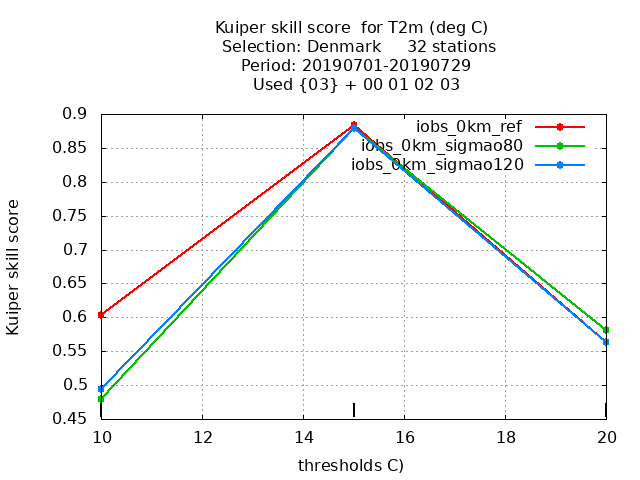 Kuiper skill score  for T2m (deg C)
Selection: Denmark     32 stations
Period: 20190701-20190729
Used {03} + 00 01 02 03
iobs_0km_ref
iobs_0km_sigmao80
iobs_0km_sigmao120
Kuiper skill score
0.9
0.85
0.8
0.75
0.7
0.65
0.6
0.55
0.5
0.45
10 12 14 16 18 20
thresholds C)